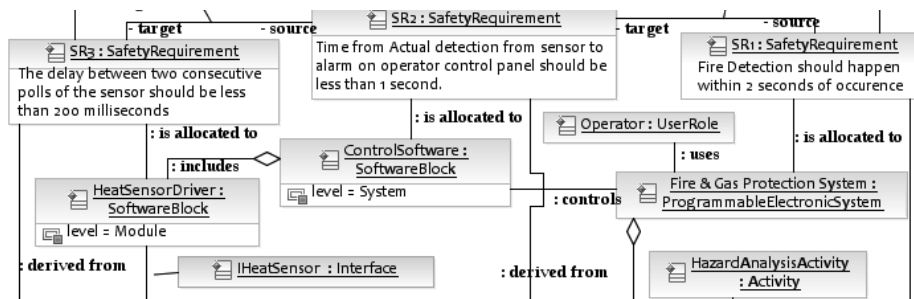 - target
- source
SR3 : SafetyRequirement
The delay between two consecutive
polls of the sensor should be less
than 200 milliseconds
SR2 : SafetyRequirement
Time from Actual detection from sensor to
alarm on operator control panel should be
less than 1 second.
- target
- source
SR1: SafetyRequirement
Fire Detection should happen
within 2 seconds of occurence
: is allocated to
: is allocated to
: is allocated to
Operator : UserRole
: uses
: includes
ControlSoftware :
SoftwareBlock
level = System
HeatSensorDriver :
SoftwareBlock
level = Module
: controls
Fire & Gas Protection System :
ProgrammableElectronicSystem
: derived from
IHeatSensor : Interface
: derived from
HazardAnalysisActivity
: Activity